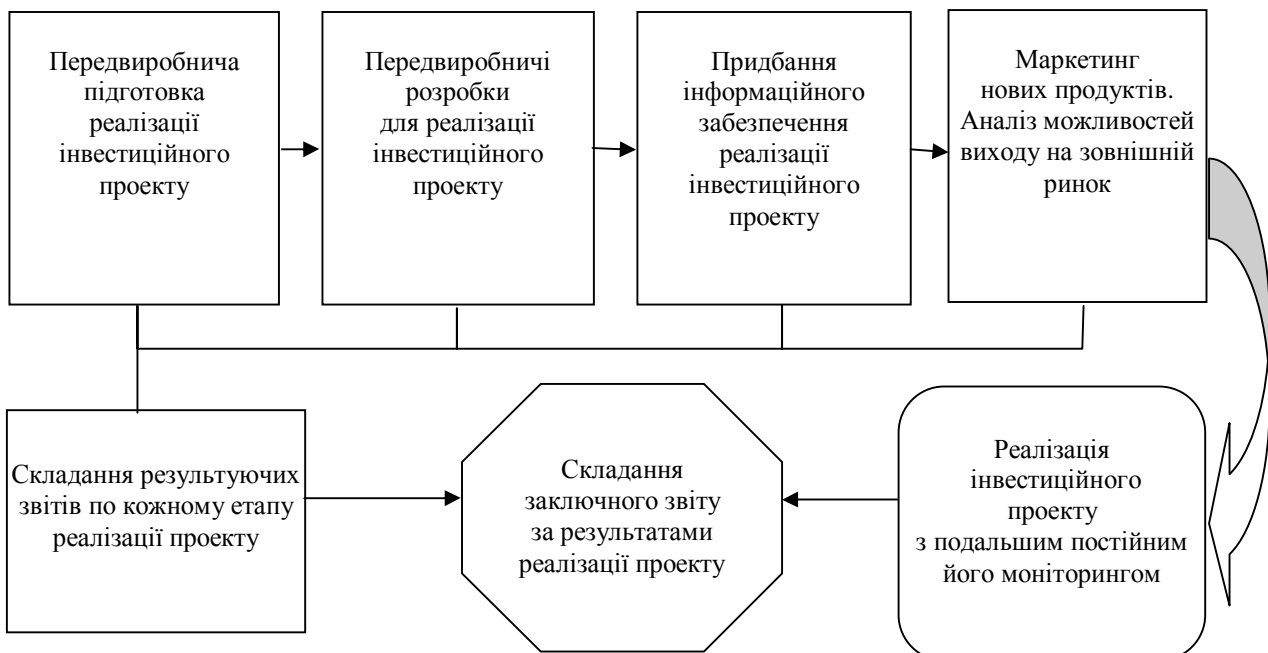 Передвиробнича
підготовка
реалізації
інвестиційного
проекту
Передвиробничі
розробки
для реалізації
інвестиційного
проекту
Придбання
інформаційного
забезпечення
реалізації
інвестиційного
проекту
Маркетинг
нових продуктів.
Аналіз можливостей
виходу на зовнішній
ринок
Складання результуючих
звітів по кожному етапу
реалізації проекту
Складання
заключного звіту
за результатами
реалізації проекту
Реалізація
інвестиційного
проекту
з подальшим постійним
його моніторингом